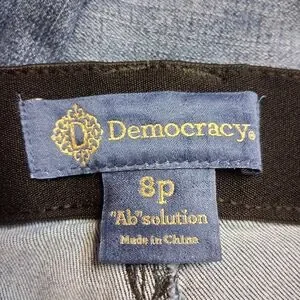 D Democracy®
8p
"Ab"solution
Made in China